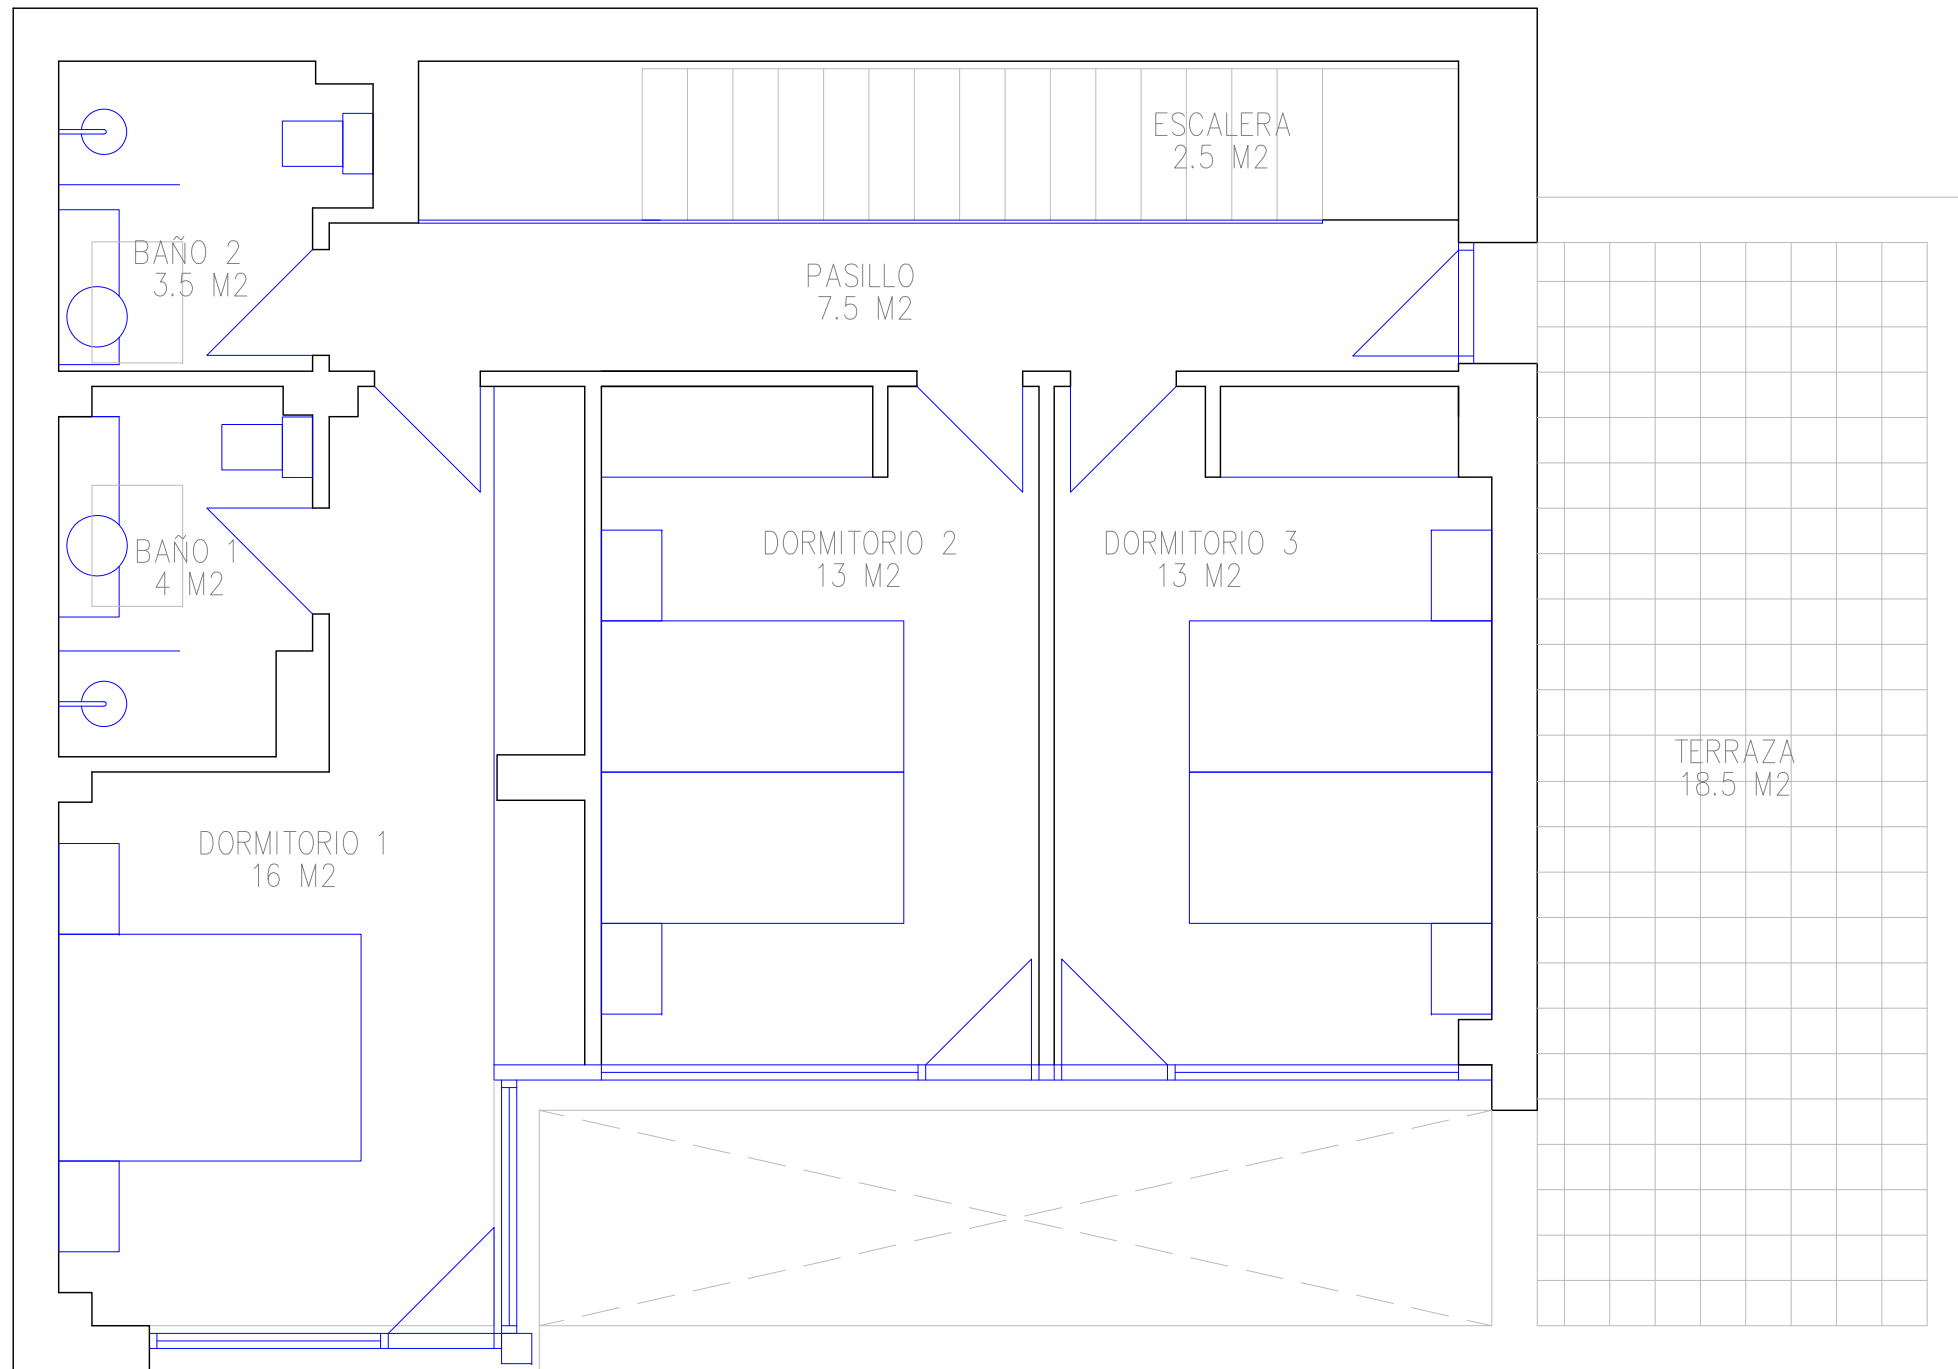 ESCALERA
2.5 M2
BAÑO 2
3.5 M2
PASILLO
7.5 M2
BAÑO 1
4 M2
DORMITORIO 2
13 M2
DORMITORIO 3
13 M2
TERRAZA
18.5 M2
DORMITORIO 1
16 M2